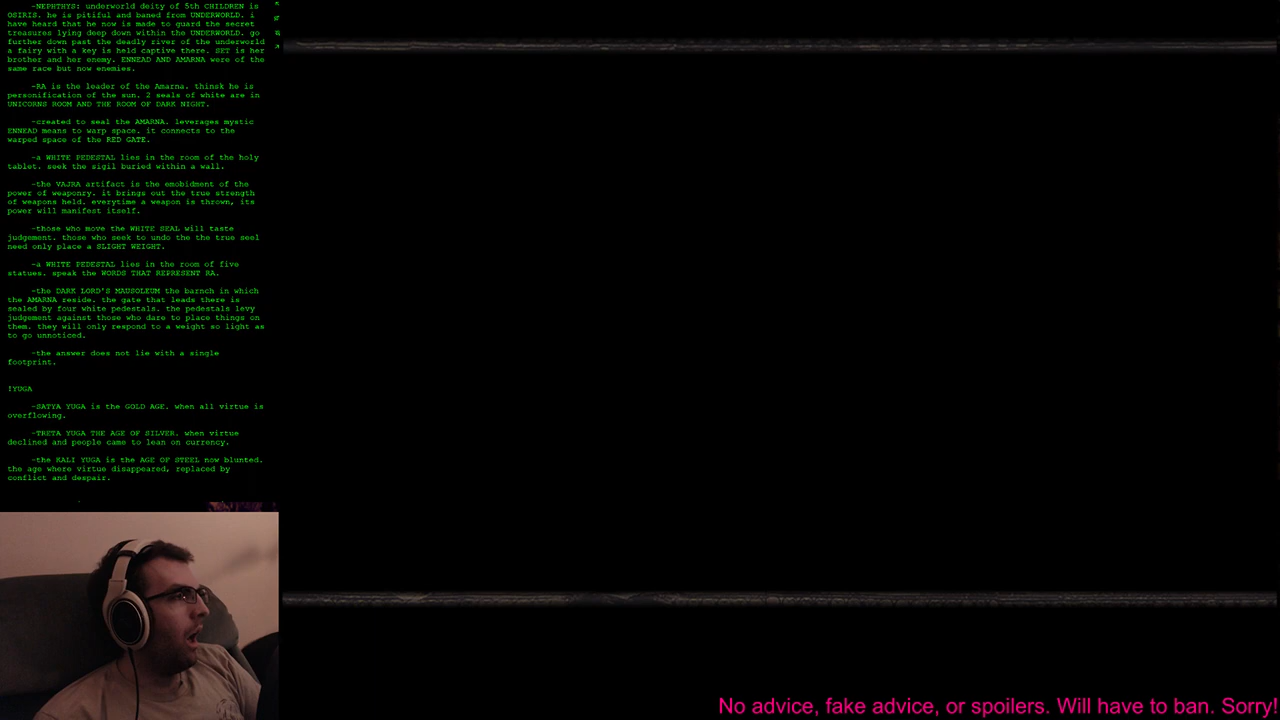 -NEPHTHYS: underworld deity of 5th CHILDREN is
OSIRIS. he is pitiful and baned from UNDERWORLD. i
have heard that he now is made to guard the secret
treasures lying deep down within the UNDERWORLD. go
further down past the deadly river of the underworld
a fairy with a key is held captive there. SET is her
brother and her enemy. ENNEAD AND AMARNA were of the
same race but now enemies.
-RA is the leader of the Amarna. thinsk he is
personification of the sun. 2 seals of white are in
UNICORNS ROOM AND THE ROOM OF DARK NIGHT.
-created to seal the AMARNA. leverages mystic
ENNEAD means to warp space. it connects to the
warped space of the RED GATE.
-a WHITE PEDESTAL lies in the room of the holy
tablet. seek the sigil buried within a wall.
-the VAJRA artifact is the emobidment of the
power of weaponry. it brings out the true strength
of weapons held. everytime a weapon is thrown, its
power will manifest itself.
-those who move the WHITE SEAL will taste
judgement. those who seek to undo the the true seel
need only place a SLIGHT WEIGHT.
-a WHITE PEDESTAL lies in the room of five
statues. speak the WORDS THAT REPRESENT RA.
-the DARK LORD'S MAUSOLEUM the barnch in which
the AMARNA reside. the gate that leads there is
sealed by four white pedestals. the pedestals levy
judgement against those who dare to place things on
them. they will only respond to a weight so light as
to go unnoticed.
-the answer does not lie with a single
footprint.
!YUGA
-SATYA YUGA is the GOLD AGE. when all virtue is
overflowing.
-TRETA YUGA THE AGE OF SILVER. when virtue
declined and people came to lean on currency.
-the KALI YUGA is the AGE OF STEEL now blunted.
the age where virtue disappeared, replaced by
conflict and despair.
No advice, fake advice, or spoilers. Will have to ban. Sorry!